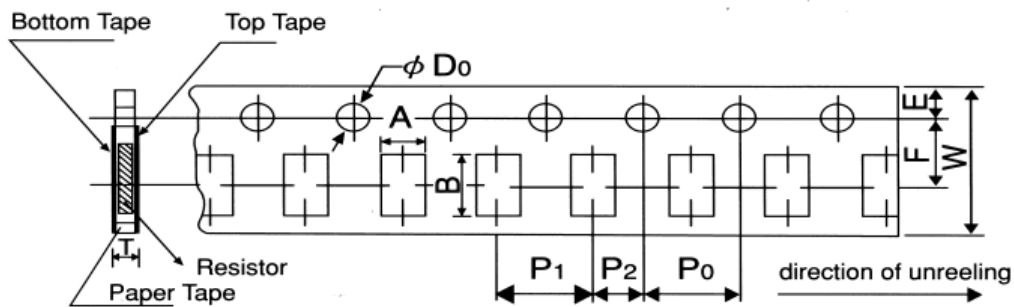 Bottom Tape
Top Tape
ϕ D0
A
B
E
F
W
T
Resistor
Paper Tape
P1
P2
P0
direction of unreeling